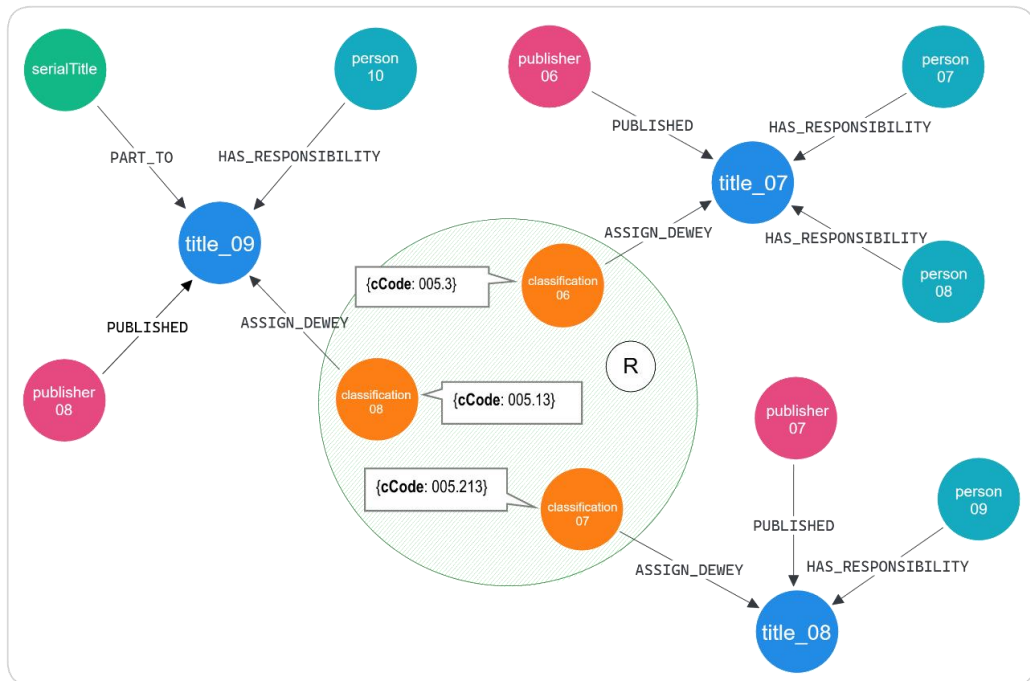 serialTitle
person
10
publisher
06
person
07
PUBLISHED
HAS_RESPONSIBILITY
PART_TO
HAS_RESPONSIBILITY
title_07
title_09
ASSIGN_DEWEY
HAS_RESPONSIBILITY
{cCode: 005.3}
classification
06
person
08
PUBLISHED
ASSIGN_DEWEY
R
publisher
08
classification
08
{cCode: 005.13}
publisher
07
{cCode: 005.213}
classification
07
person
09
PUBLISHED
ASSIGN_DEWEY
HAS_RESPONSIBILITY
title_08